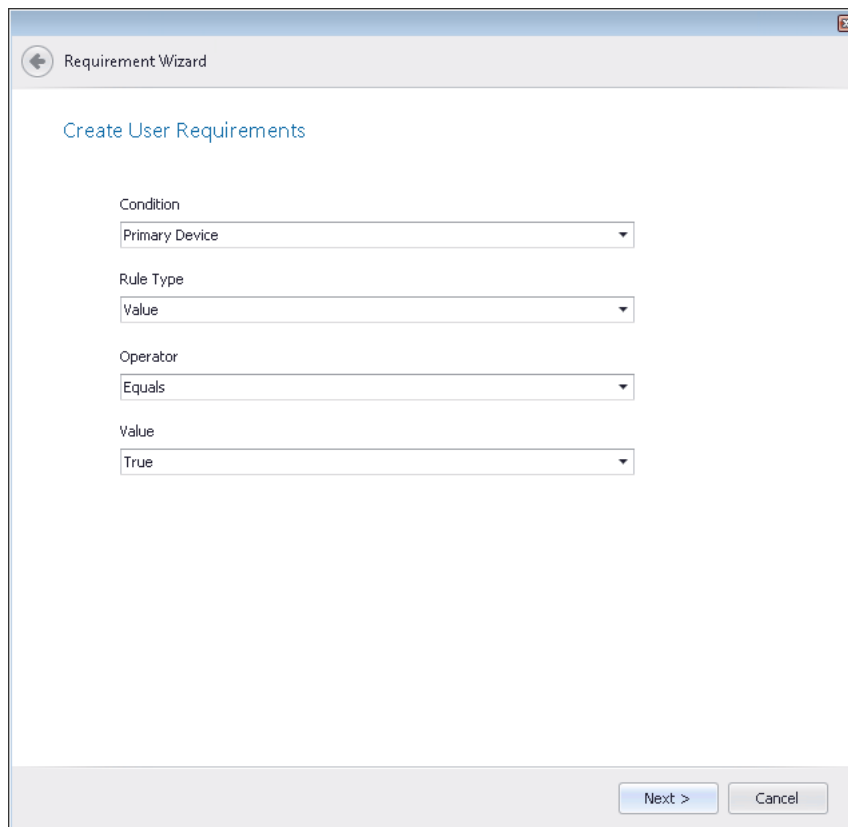 Requirement Wizard
Create User Requirements
Condition
Primary Device
Rule Type
Value
Operator
Equals
Value
True
Next >
Cancel